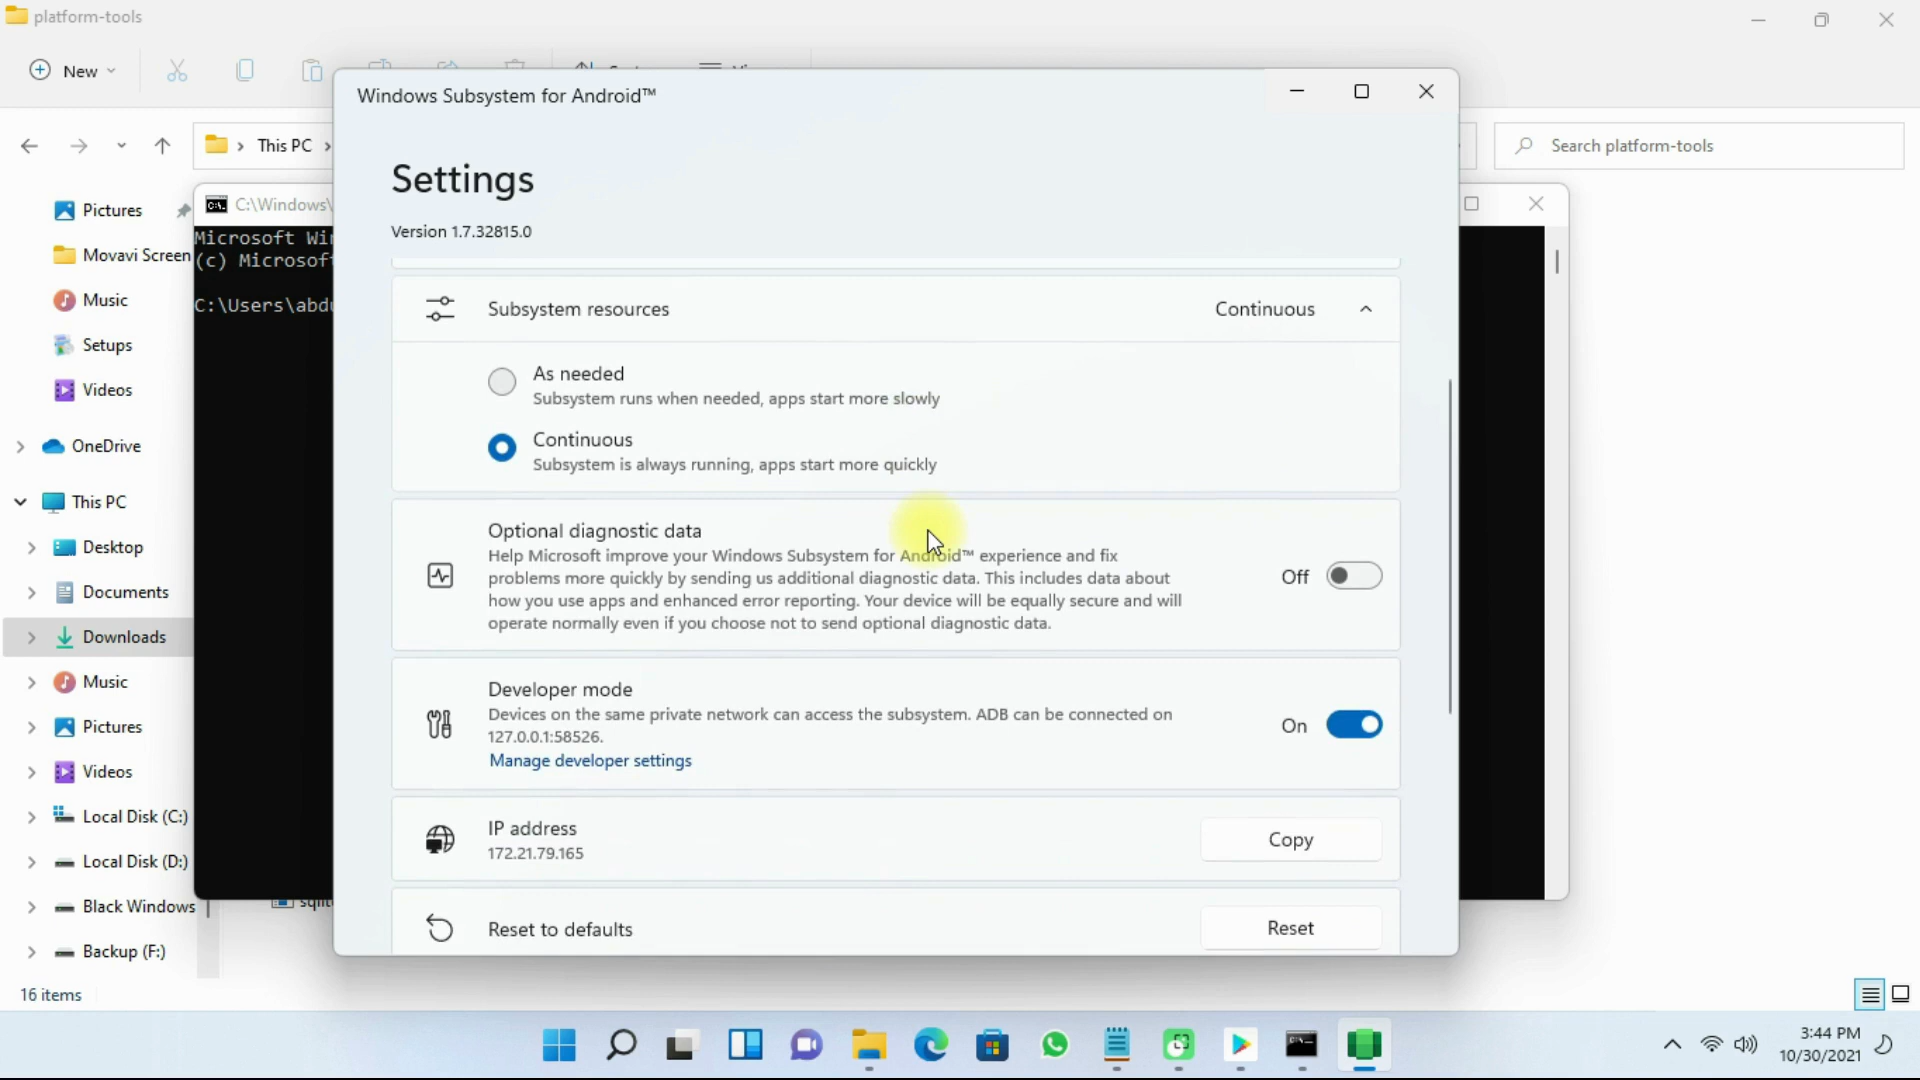 platform-tools
New
Windows Subsystem for Android™
This PC
Search platform-tools
Settings
Version 1.7.32815.0
Pictures
Movavi Screen
Music
Setups
Videos
OneDrive
This PC
Desktop
Documents
Downloads
Music
Pictures
Videos
Local Disk (C:)
Local Disk (D:)
Black Windows
Backup (F:)
16 items
C:\Windows\
(c) Microsoft
C:\Users\abd
Subsystem resources
Continuous
As needed
Subsystem runs when needed, apps start more slowly
Continuous
Subsystem is always running, apps start more quickly
Optional diagnostic data
Help Microsoft improve your Windows Subsystem for Android™ experience and fix
problems more quickly by sending us additional diagnostic data. This includes data about
how you use apps and enhanced error reporting. Your device will be equally secure and will
operate normally even if you choose not to send optional diagnostic data.
Off
Developer mode
Devices on the same private network can access the subsystem. ADB can be connected on
127.0.0.1:58526.
Manage developer settings
On
IP address
172.21.79.165
Copy
Reset to defaults
Reset
3:44 PM
10/30/2021